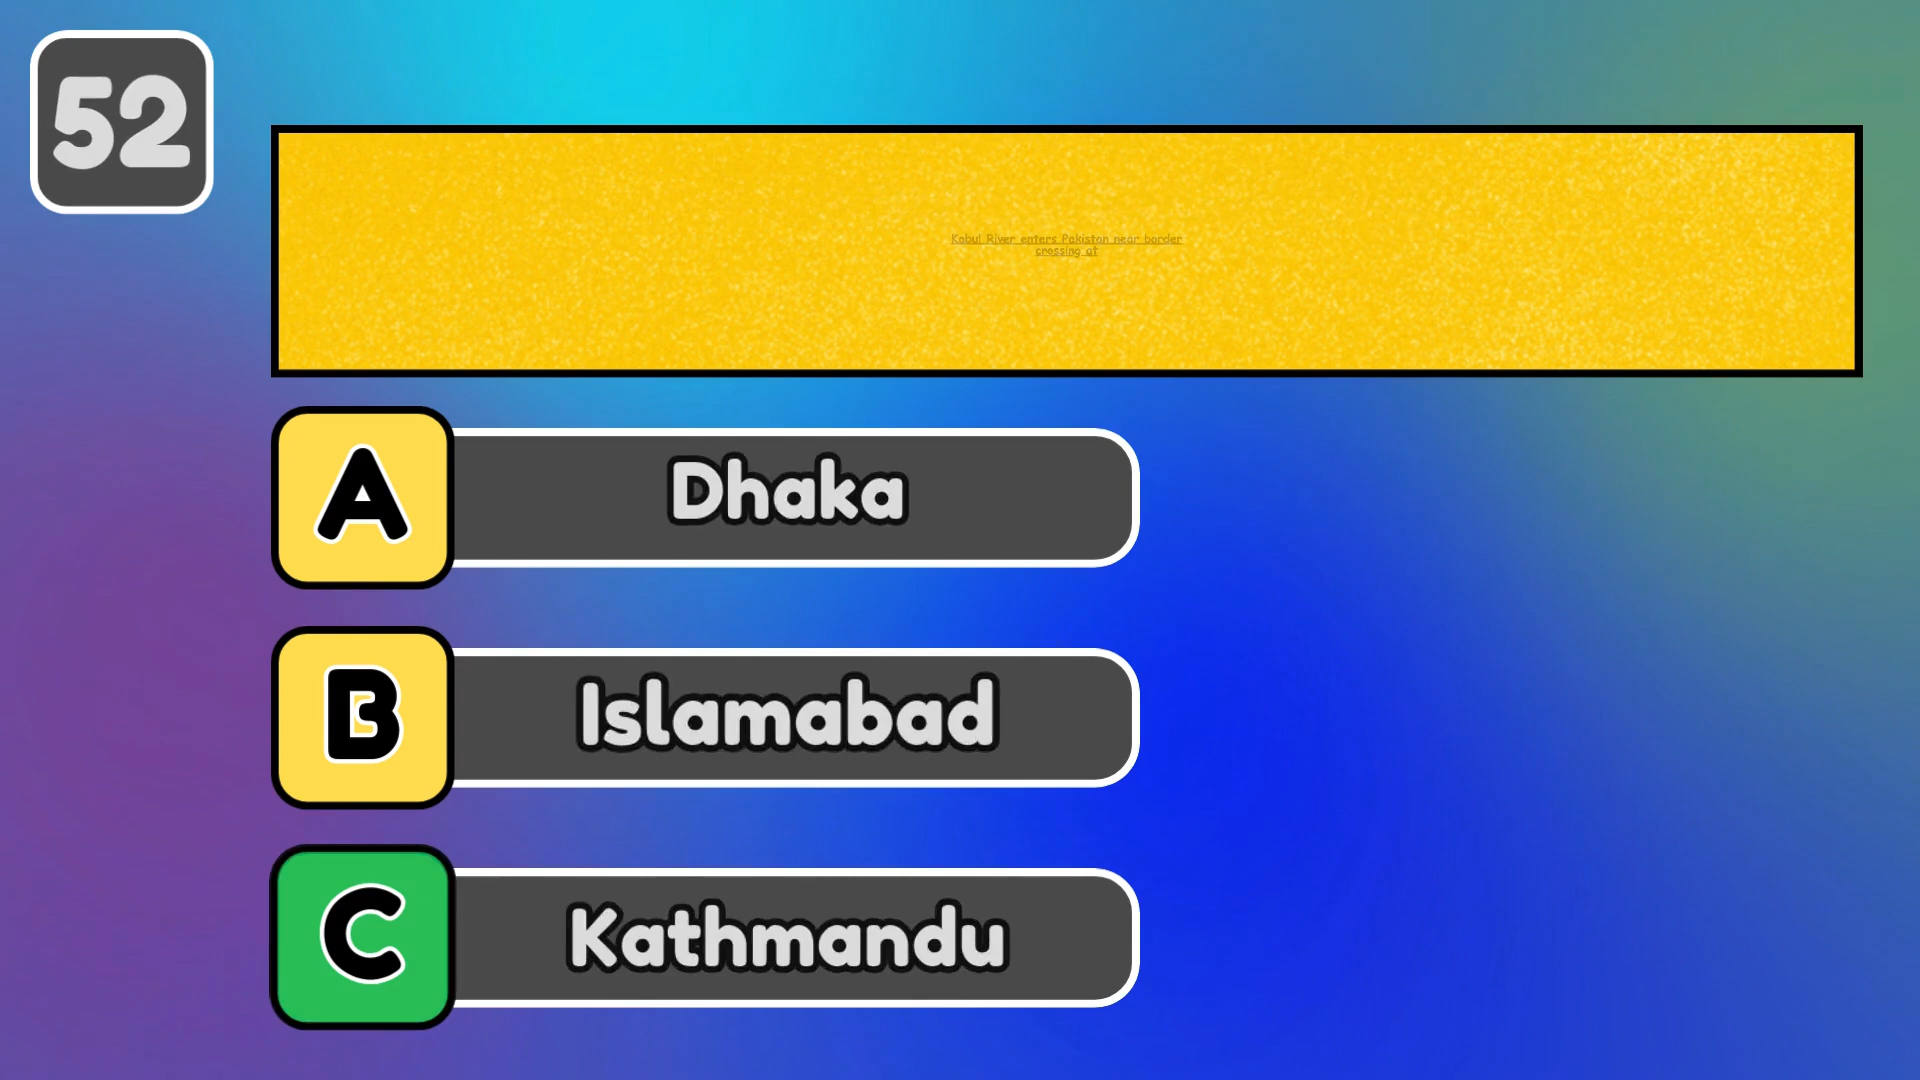 52
Kabul River enters Pakistan near border
crossing at
A
Dhaka
B
Islamabad
C
Kathmandu